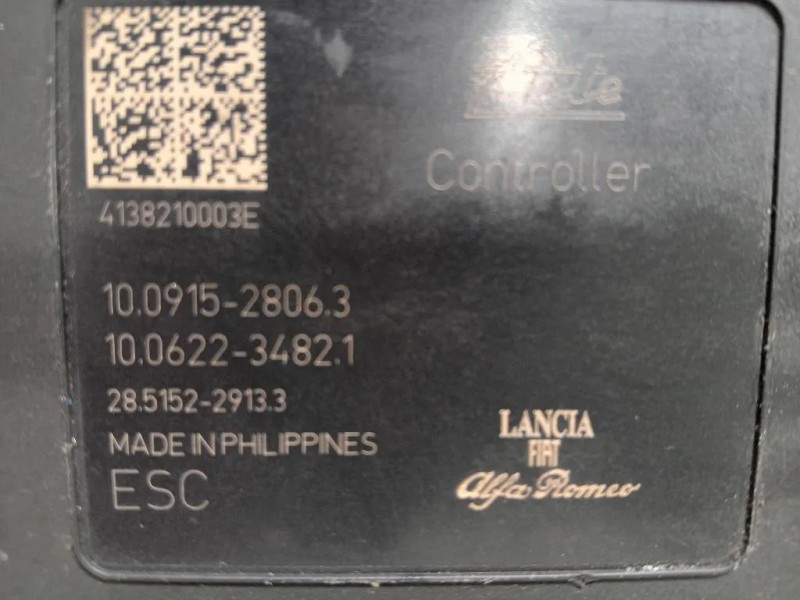 Controller
4138210003E
10.0915-2806.3
10.0622-3482.1
28.5152-2913.3
MADE IN PHILIPPINES
ESC
LANCIA
FIAT
Alfa Romeo